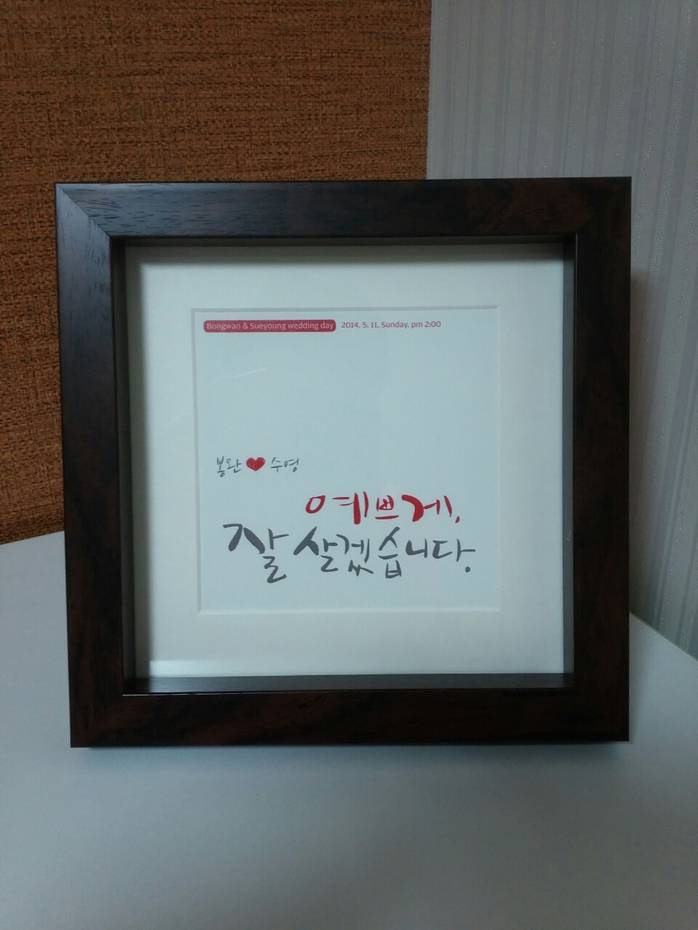 Bongwan & Sueyoung wedding day 2014. 5. 11. Sunday. pm 2:00
봉완 ♥ 수영
예쁘게,
잘 살겠습니다.